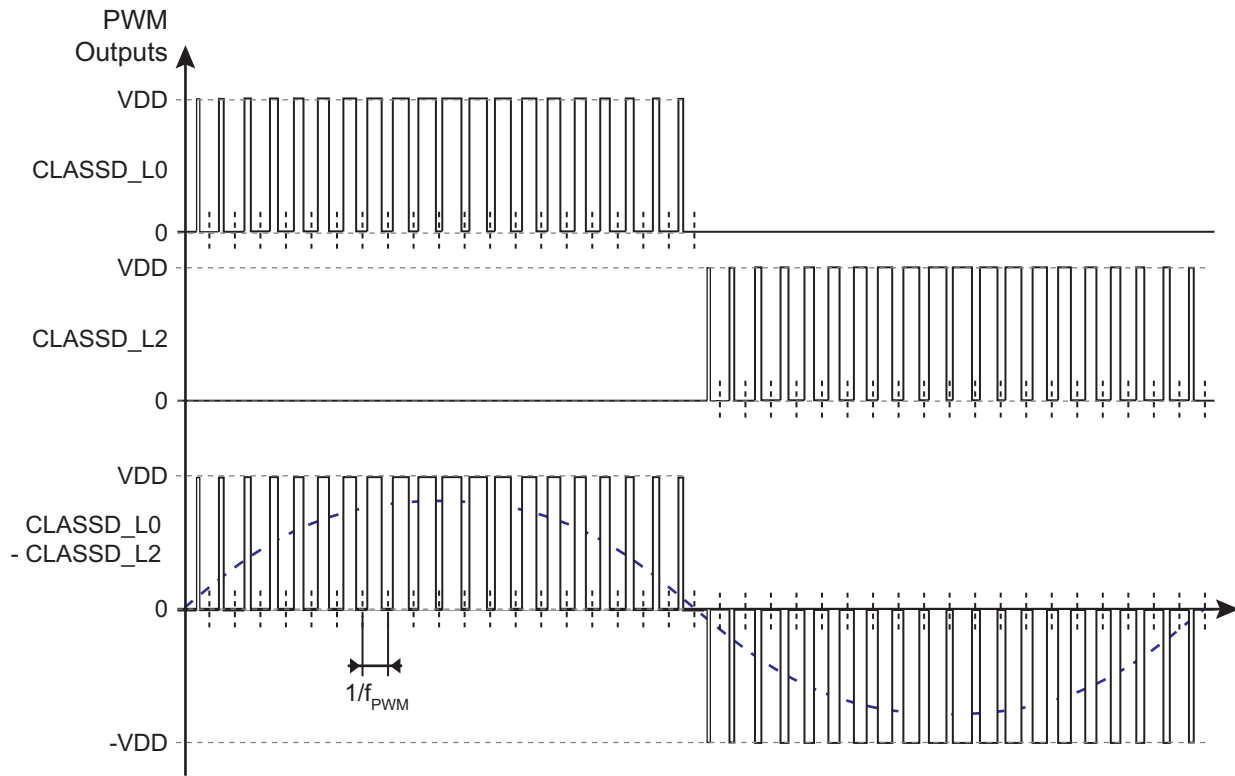 PWM
Outputs
VDD
CLASSD_L0
0
VDD
CLASSD_L2
0
VDD
CLASSD_L0
- CLASSD_L2
0
1/fPWM
-VDD